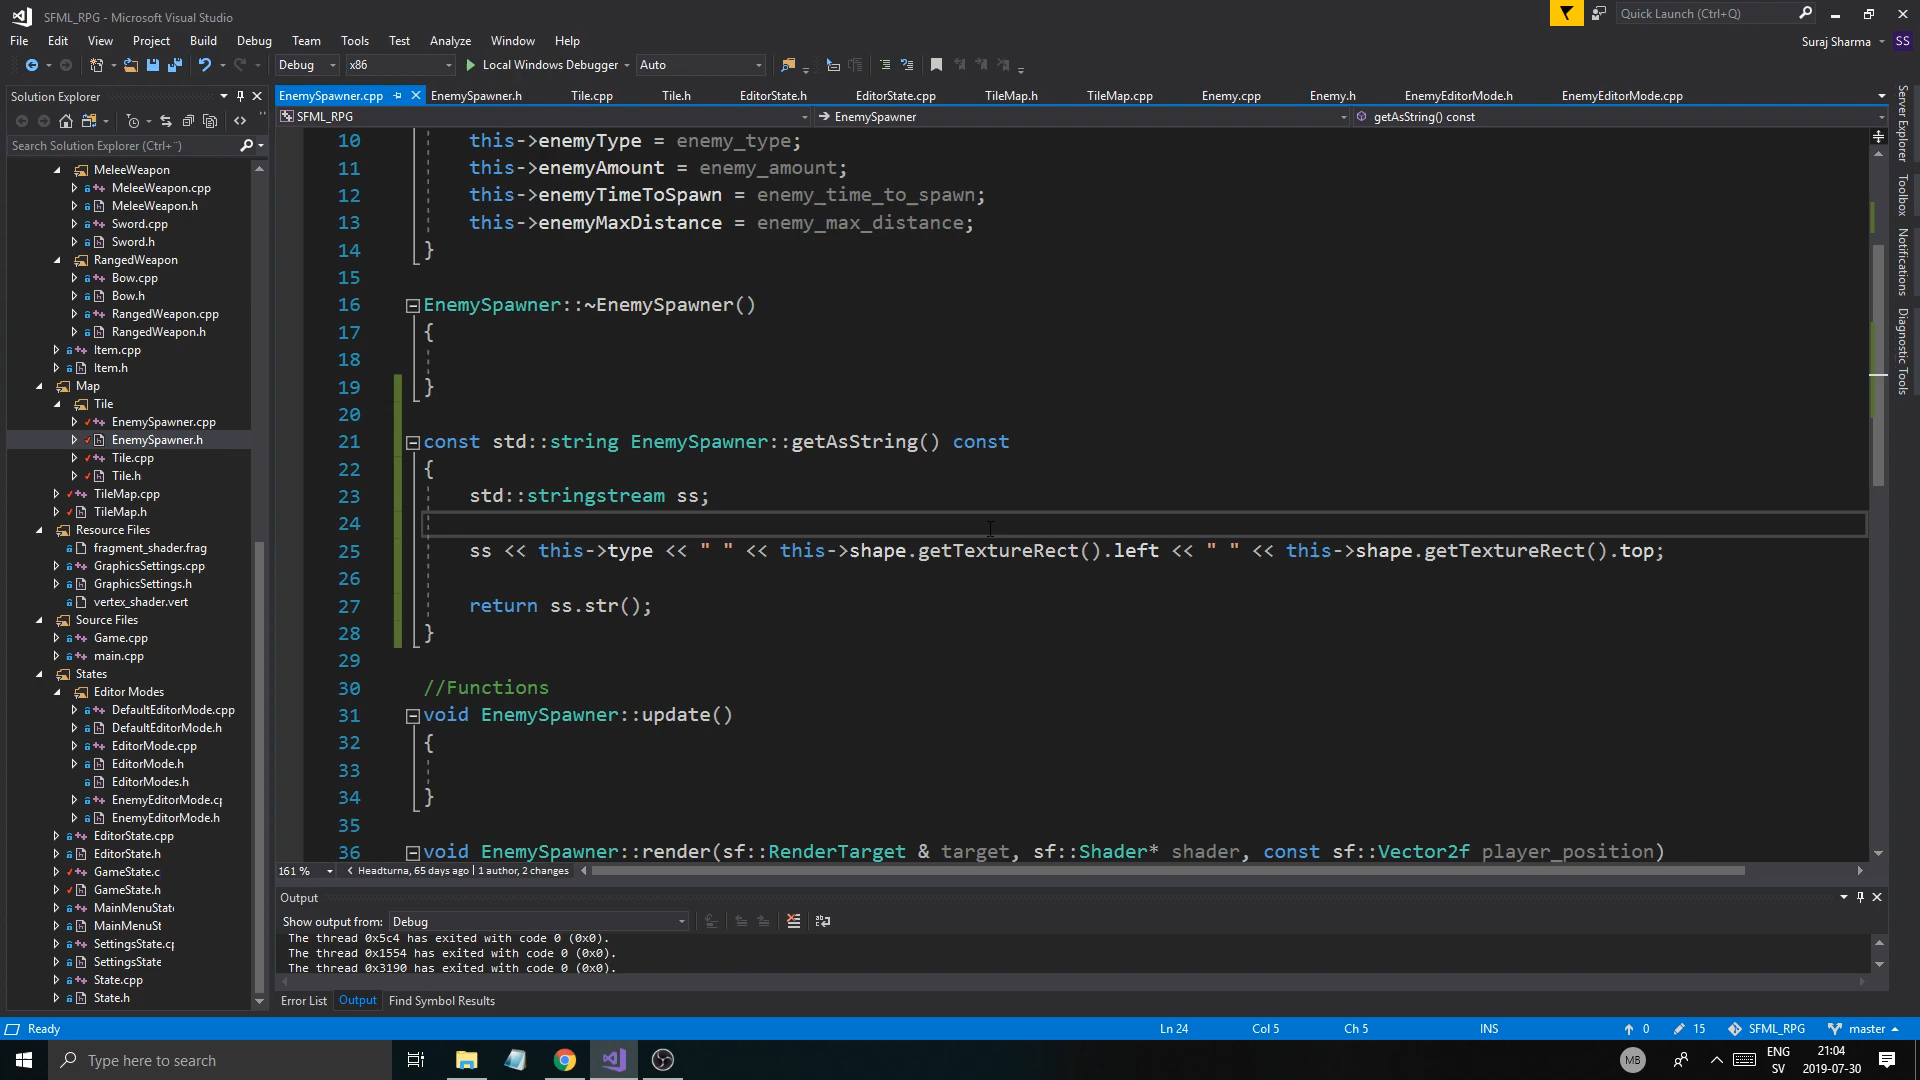 SFML_RPG - Microsoft Visual Studio
Quick Launch (Ctrl+Q)
File Edit View Project Build Debug Team Tools Test Analyze Window Help
Suraj Sharma SS
Debug x86 Local Windows Debugger Auto
Solution Explorer
Search Solution Explorer (Ctrl+¨)
MeleeWeapon
MeleeWeapon.cpp
MeleeWeapon.h
Sword.cpp
Sword.h
RangedWeapon
Bow.cpp
Bow.h
RangedWeapon.cpp
RangedWeapon.h
Item.cpp
Item.h
Map
Tile
EnemySpawner.cpp
EnemySpawner.h
Tile.cpp
Tile.h
TileMap.cpp
TileMap.h
Resource Files
fragment_shader.frag
GraphicsSettings.cpp
GraphicsSettings.h
vertex_shader.vert
Source Files
Game.cpp
main.cpp
States
Editor Modes
DefaultEditorMode.cpp
DefaultEditorMode.h
EditorMode.cpp
EditorMode.h
EditorModes.h
EnemyEditorMode.c
EnemyEditorMode.h
EditorState.cpp
EditorState.h
GameState.c
GameState.h
MainMenuState
MainMenuSt
SettingsState.c
SettingsState
State.cpp
State.h
EnemySpawner.cpp EnemySpawner.h Tile.cpp Tile.h EditorState.h EditorState.cpp TileMap.h TileMap.cpp Enemy.cpp Enemy.h EnemyEditorMode.h EnemyEditorMode.cpp
SFML_RPG EnemySpawner getAsString() const
10 this->enemyType = enemy_type;
11 this->enemyAmount = enemy_amount;
12 this->enemyTimeToSpawn = enemy_time_to_spawn;
13 this->enemyMaxDistance = enemy_max_distance;
14 }
15
16 EnemySpawner::~EnemySpawner()
17 {
18
19 }
20
21 const std::string EnemySpawner::getAsString() const
22 {
23 std::stringstream ss;
24
25 ss << this->type << " " << this->shape.getTextureRect().left << " " << this->shape.getTextureRect().top;
26
27 return ss.str();
28 }
29
30 //Functions
31 void EnemySpawner::update()
32 {
33
34 }
35
36 void EnemySpawner::render(sf::RenderTarget & target, sf::Shader* shader, const sf::Vector2f player_position)
161 % Headturna, 65 days ago | 1 author, 2 changes
Output
Show output from: Debug
The thread 0x5c4 has exited with code 0 (0x0).
The thread 0x1554 has exited with code 0 (0x0).
The thread 0x3190 has exited with code 0 (0x0).
Error List Output Find Symbol Results
Server Explorer
Toolbox
Notifications
Diagnostic Tools
Ready Ln 24 Col 5 Ch 5 INS 0 15 SFML_RPG master
Type here to search MB ENG SV 21:04 2019-07-30